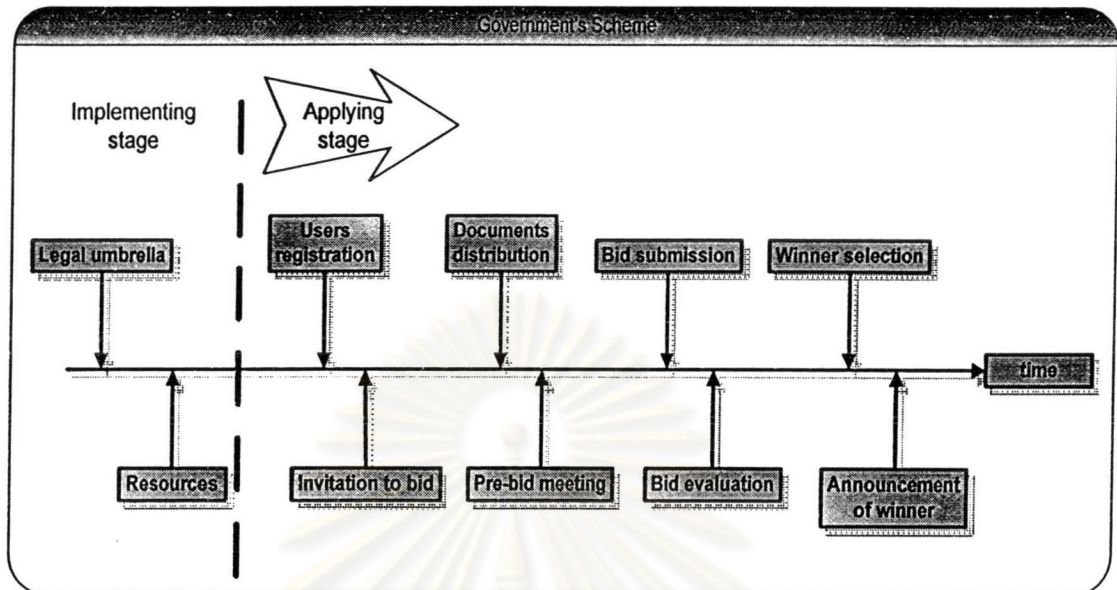 Government's Scheme
Implementing
stage
Applying
stage
Legal umbrella
Users
registration
Documents
distribution
Bid submission
Winner selection
time
Resources
Invitation to bid
Pre-bid meeting
Bid evaluation
Announcement
of winner